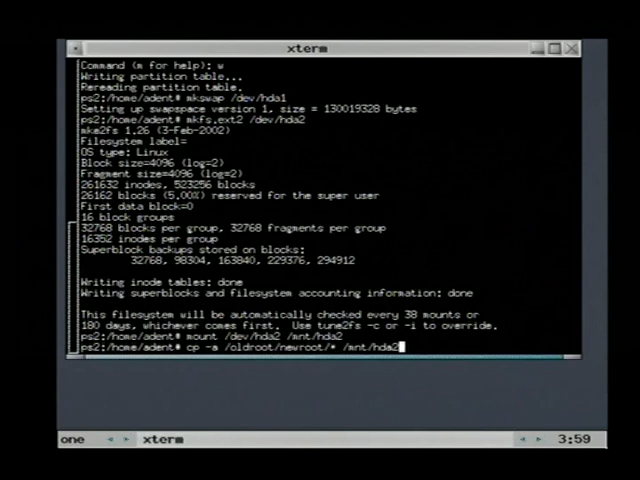 xterm
Command (m for help): w
Writing partition table...
Rereading partition table.
ps2:/home/adent# mkswap /dev/hda1
Setting up swapspace version 1, size = 130019328 bytes
ps2:/home/adent# mkfs.ext2 /dev/hda2
mke2fs 1.26 (3-Feb-2002)
Filesystem label=
OS type: Linux
Block size=4096 (log=2)
Fragment size=4096 (log=2)
261632 inodes, 523256 blocks
26162 blocks (5.00%) reserved for the super user
First data block=0
16 block groups
32768 blocks per group, 32768 fragments per group
16352 inodes per group
Superblock backups stored on blocks:
32768, 98304, 163840, 229376, 294912
Writing inode tables: done
Writing superblocks and filesystem accounting information: done
This filesystem will be automatically checked every 38 mounts or
180 days, whichever comes first.  Use tune2fs -c or -i to override.
ps2:/home/adent# mount /dev/hda2 /mnt/hda2
ps2:/home/adent# cp -a /oldroot/newroot/* /mnt/hda2
one xterm 3:59